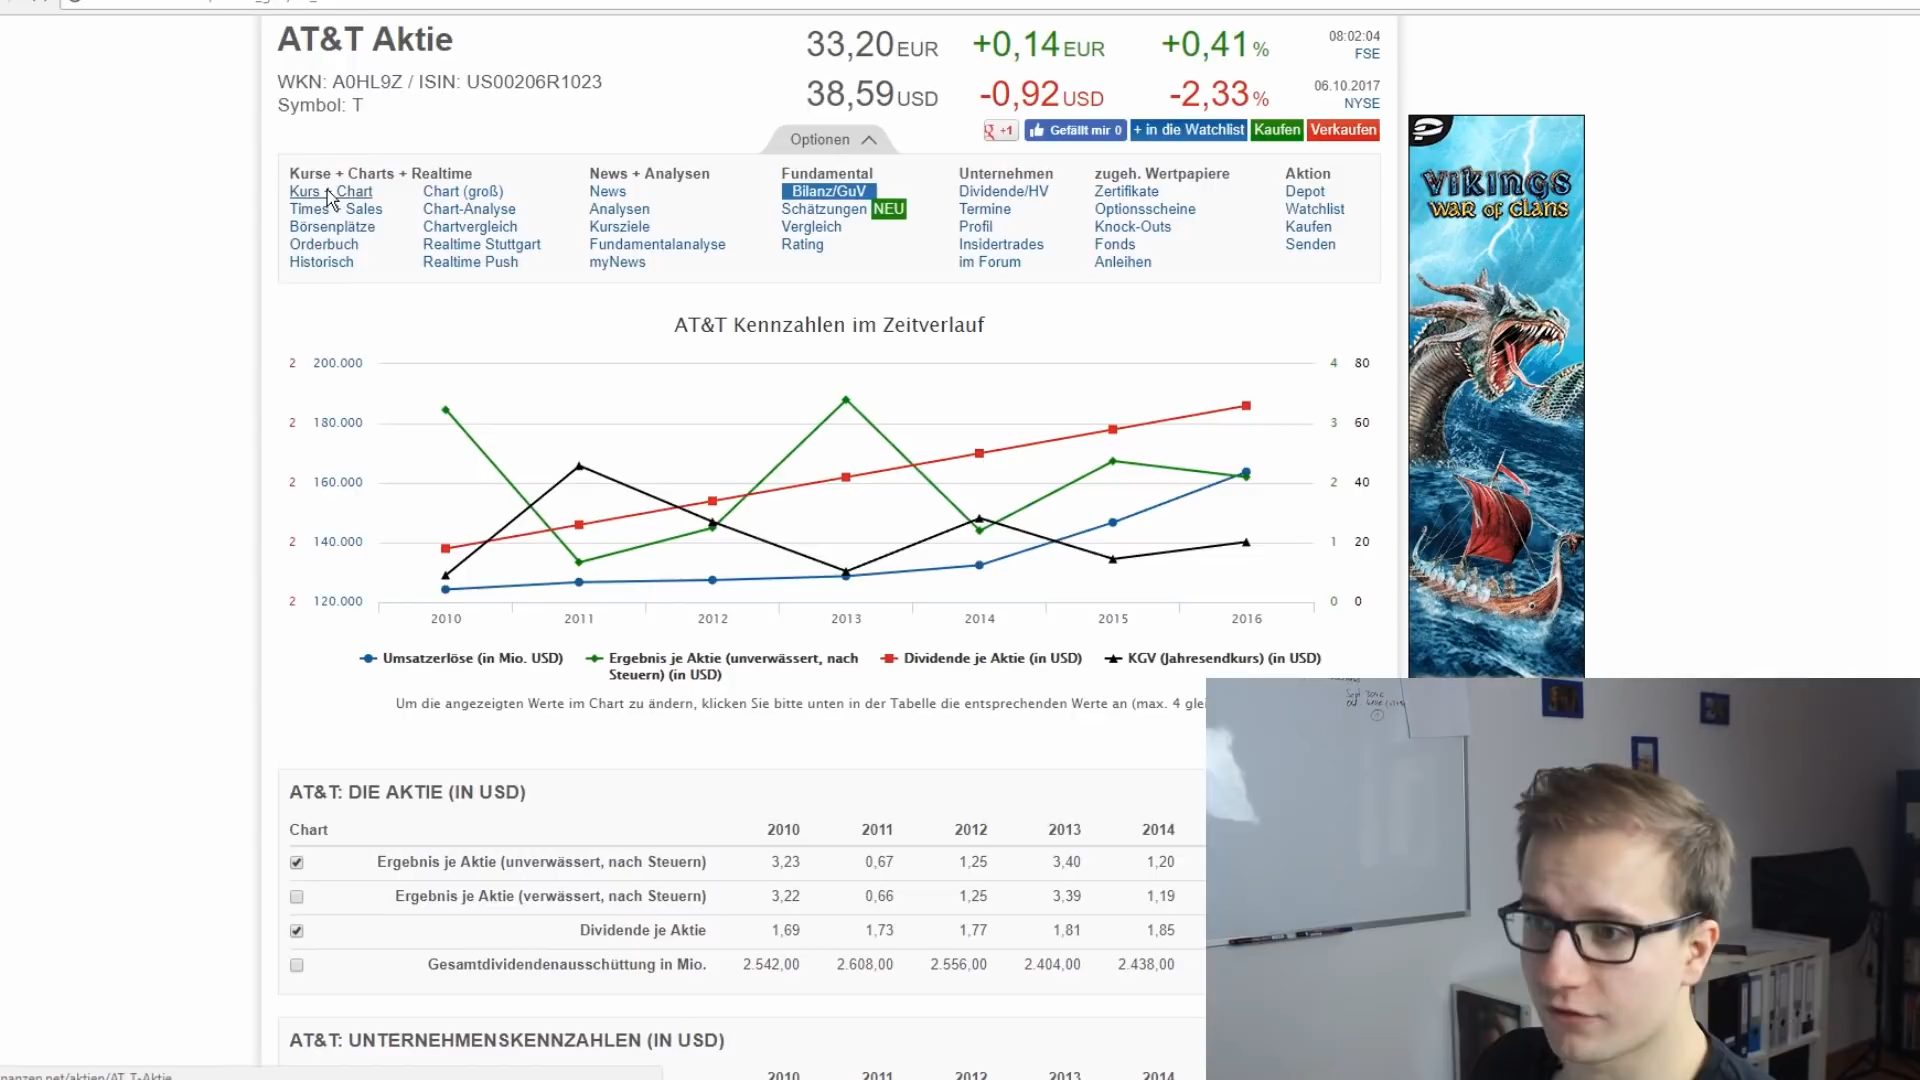 AT&T Aktie
33,20 EUR +0,14 EUR +0,41 %
08:02:04
FSE
WKN: A0HL9Z / ISIN: US00206R1023
Symbol: T
38,59 USD -0,92 USD -2,33 %
06.10.2017
NYSE
Optionen
+1 Gefällt mir 0 + in die Watchlist Kaufen Verkaufen
Kurse + Charts + Realtime News + Analysen Fundamental Unternehmen zugeh. Wertpapiere Aktion
Kurs + Chart Chart (groß) News Bilanz/GuV Dividende/HV Zertifikate Depot
Times + Sales Chart-Analyse Analysen Schätzungen NEU Termine Optionsscheine Watchlist
Börsenplätze Chartvergleich Kursziele Vergleich Profil Knock-Outs Kaufen
Orderbuch Realtime Stuttgart Fundamentalanalyse Rating Insidertrades Fonds Senden
Historisch Realtime Push myNews im Forum Anleihen
VIKINGS
WAR OF CLANS
AT&T Kennzahlen im Zeitverlauf
2 200.000 4 80
2 180.000 3 60
2 160.000 2 40
2 140.000 1 20
2 120.000 0 0
2010 2011 2012 2013 2014 2015 2016
Umsatzerlöse (in Mio. USD) Ergebnis je Aktie (unverwässert, nach Dividende je Aktie (in USD) KGV (Jahresendkurs) (in USD)
Steuern) (in USD)
Um die angezeigten Werte im Chart zu ändern, klicken Sie bitte unten in der Tabelle die entsprechenden Werte an (max. 4 glei
AT&T: DIE AKTIE (IN USD)
Chart 2010 2011 2012 2013 2014
Ergebnis je Aktie (unverwässert, nach Steuern) 3,23 0,67 1,25 3,40 1,20
Ergebnis je Aktie (verwässert, nach Steuern) 3,22 0,66 1,25 3,39 1,19
Dividende je Aktie 1,69 1,73 1,77 1,81 1,85
Gesamtdividendenausschüttung in Mio. 2.542,00 2.608,00 2.556,00 2.404,00 2.438,00
AT&T: UNTERNEHMENSKENNZAHLEN (IN USD)
2010 2011 2012 2013 2014
nanzen.net/aktien/AT_T-Aktie